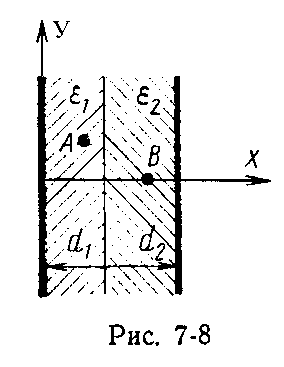 У
ε₁ ε₂
A
B X
d₁ d₂
Рис. 7-8